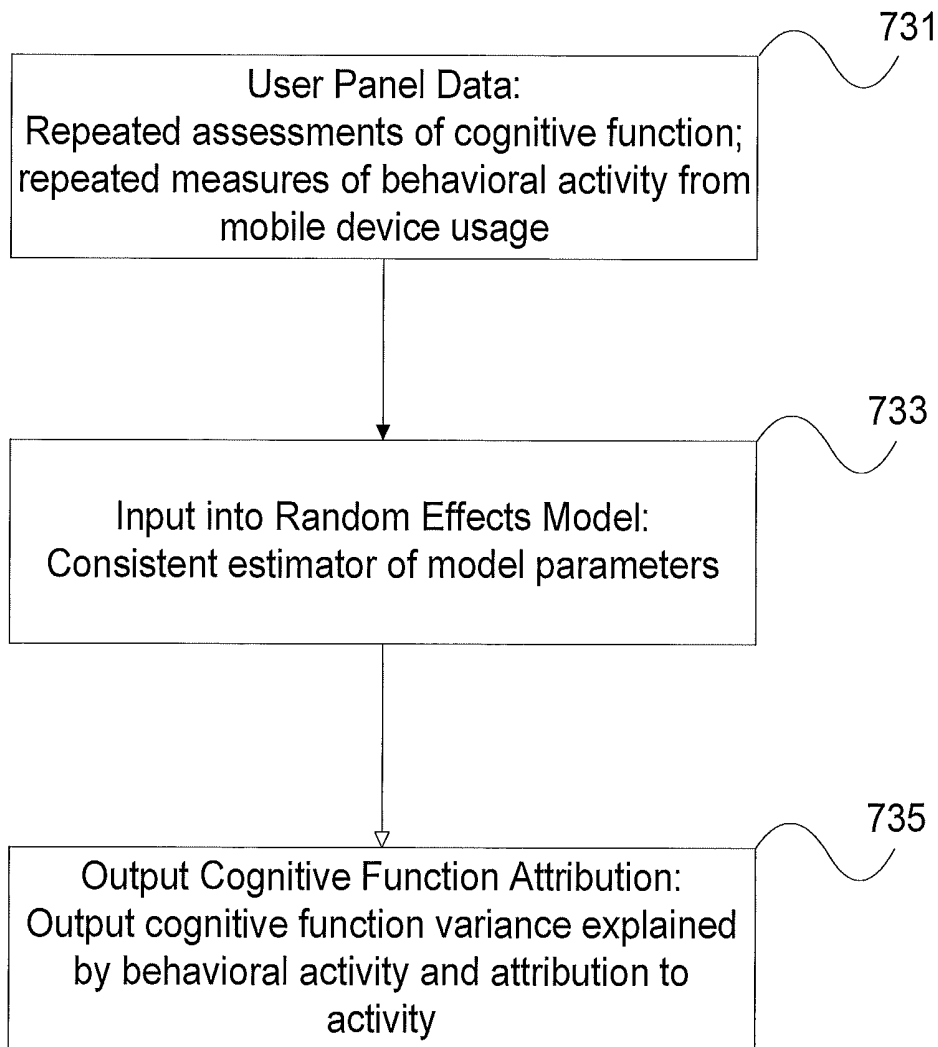 731
User Panel Data:
Repeated assessments of cognitive function;
repeated measures of behavioral activity from
mobile device usage
733
Input into Random Effects Model:
Consistent estimator of model parameters
735
Output Cognitive Function Attribution:
Output cognitive function variance explained
by behavioral activity and attribution to
activity